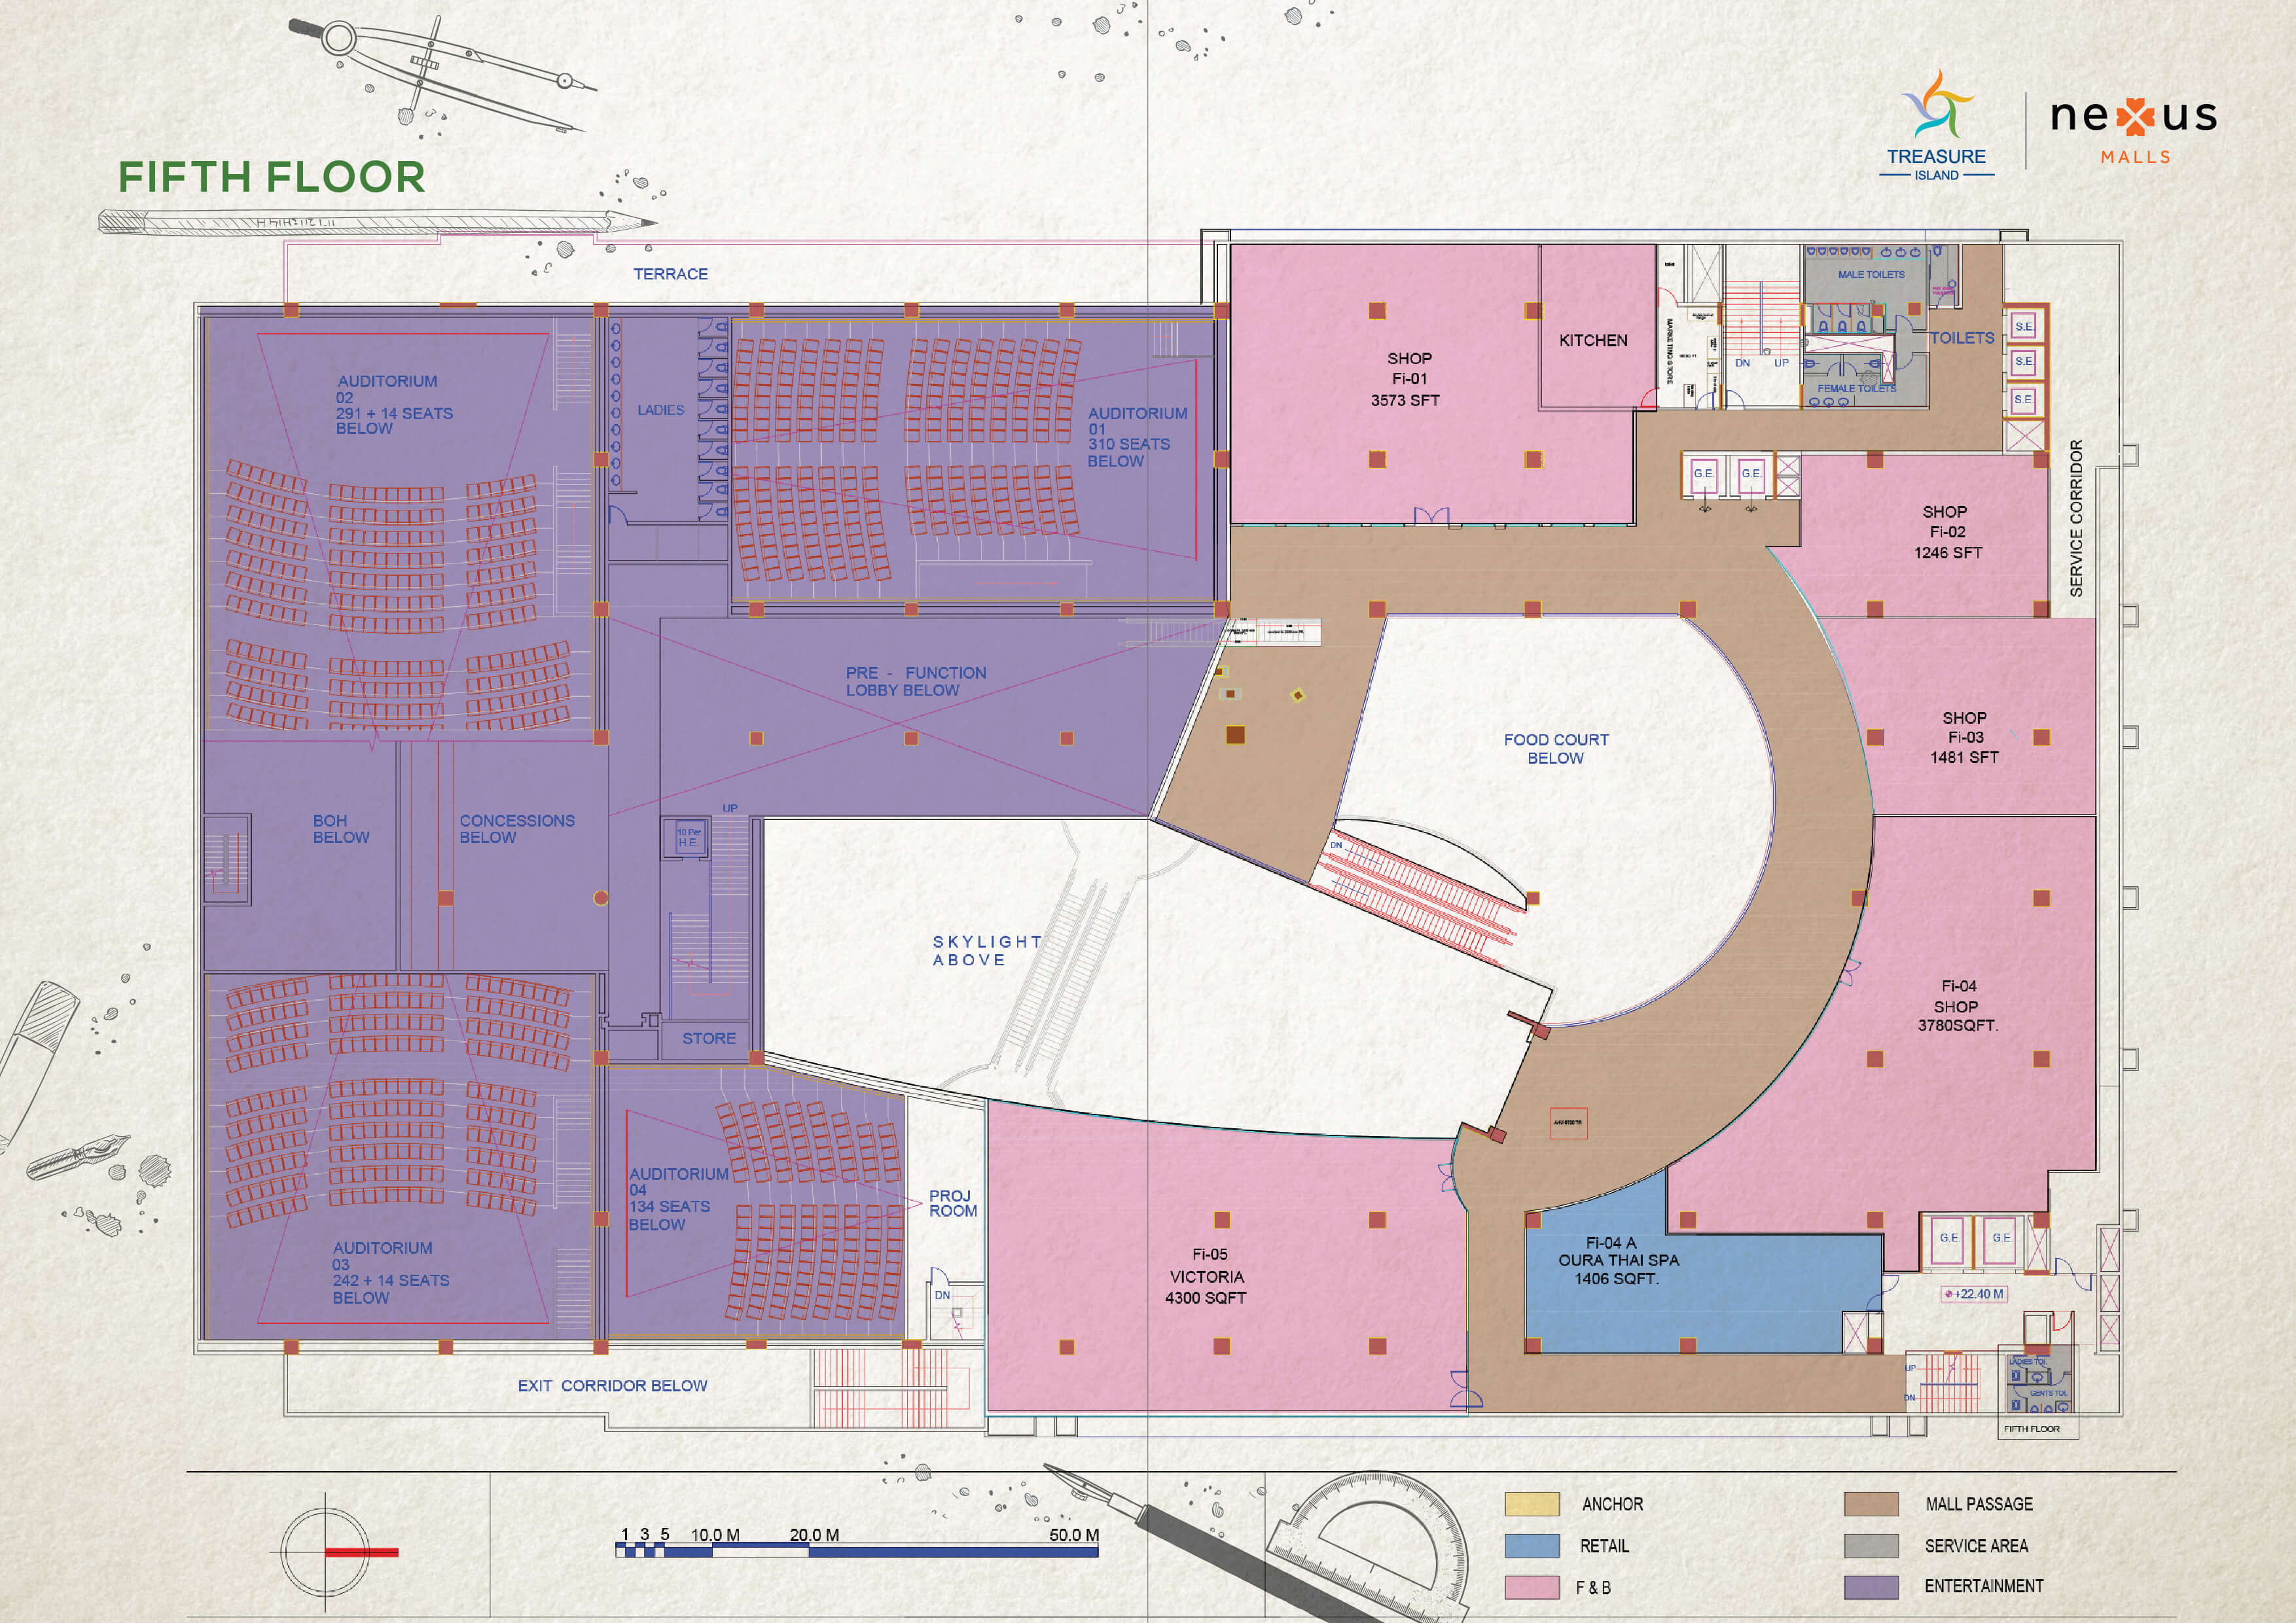 FIFTH FLOOR
TREASURE
ISLAND
nexus
MALLS
TERRACE
AUDITORIUM
02
291 + 14 SEATS
BELOW
LADIES
AUDITORIUM
01
310 SEATS
BELOW
SHOP
Fi-01
3573 SFT
KITCHEN
MARKETING STORE
DN
UP
MALE TOILETS
FEMALE TOILETS
TOILETS
S.E.
S.E.
S.E.
G.E.
G.E.
SHOP
Fi-02
1246 SFT
SERVICE CORRIDOR
PRE - FUNCTION
LOBBY BELOW
FOOD COURT
BELOW
SHOP
Fi-03
1481 SFT
BOH
BELOW
CONCESSIONS
BELOW
UP
10 Per.
H.E.
DN
SKYLIGHT
ABOVE
Fi-04
SHOP
3780SQFT.
STORE
AUDITORIUM
04
134 SEATS
BELOW
PROJ
ROOM
DN
AUDITORIUM
03
242 + 14 SEATS
BELOW
Fi-05
VICTORIA
4300 SQFT
Fi-04 A
OURA THAI SPA
1406 SQFT.
G.E.
G.E.
+22.40 M
EXIT CORRIDOR BELOW
UP
DN
LADIES TOI.
GENTS TOI.
FIFTH FLOOR
1 3 5 10.0 M 20.0 M 50.0 M
ANCHOR
RETAIL
F & B
MALL PASSAGE
SERVICE AREA
ENTERTAINMENT